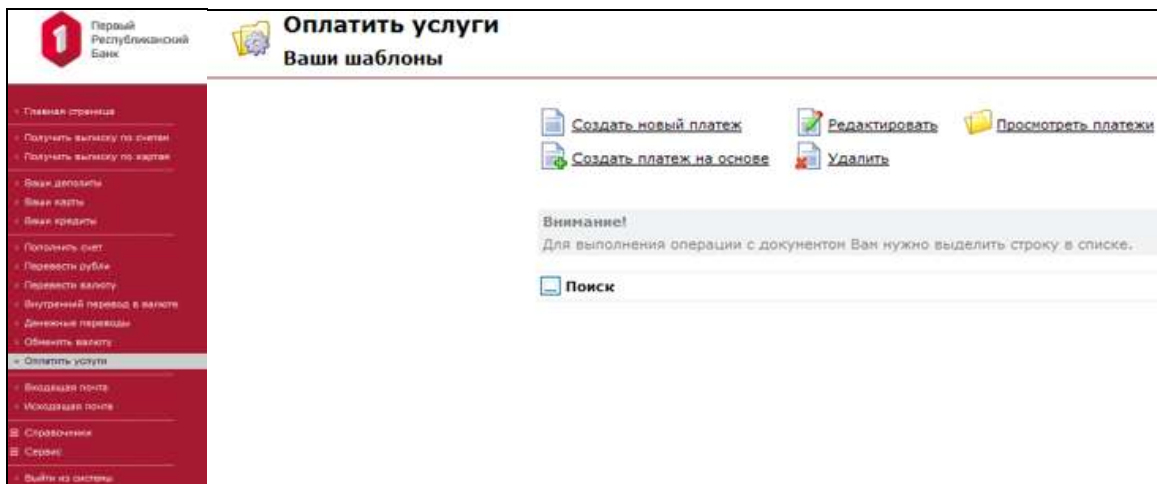 Первый
Республиканский
Банк
Оплатить услуги
Ваши шаблоны
Главная страница
Получить выписку по счетам
Получить выписку по картам
Ваши депозиты
Ваши карты
Ваши кредиты
Пополнить счет
Перевести рубли
Перевести валюту
Внутренний перевод в валюте
Денежные переводы
Обменять валюту
Оплатить услуги
Входящая почта
Исходящая почта
Справочники
Сервис
Выйти из системы
Создать новый платеж Редактировать Просмотреть платежи
Создать платеж на основе Удалить
Внимание!
Для выполнения операции с документом Вам нужно выделить строку в списке.
Поиск